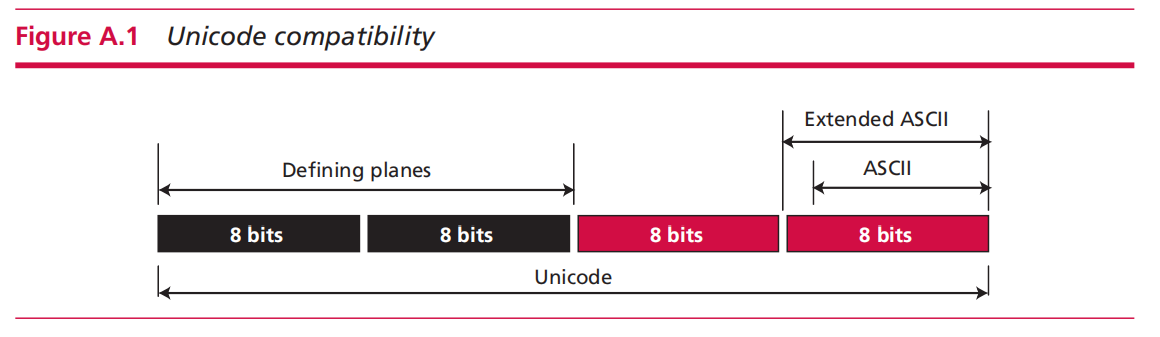 Figure A.1 Unicode compatibility
Extended ASCII
Defining planes
ASCII
8 bits 8 bits 8 bits 8 bits
Unicode